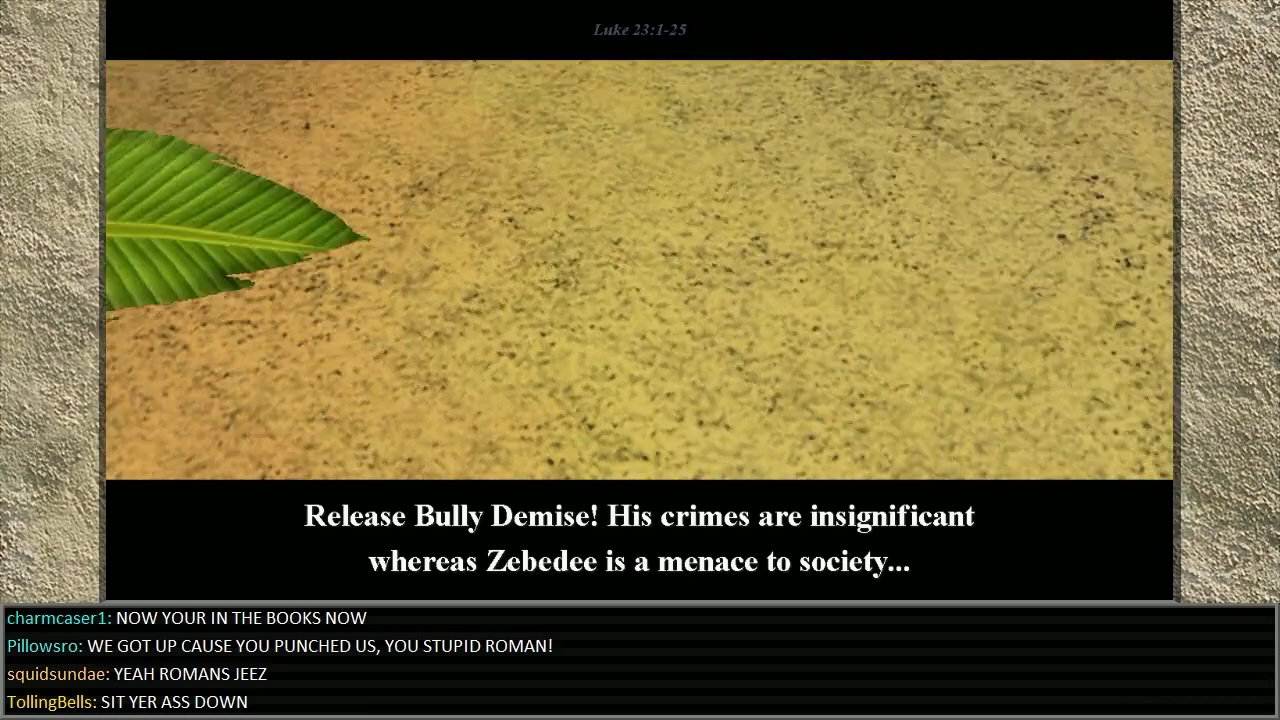 Luke 23:1-25
Release Bully Demise! His crimes are insignificant
whereas Zebedee is a menace to society...
charmcaser1: NOW YOUR IN THE BOOKS NOW
Pillowsro: WE GOT UP CAUSE YOU PUNCHED US, YOU STUPID ROMAN!
squidsundae: YEAH ROMANS JEEZ
TollingBells: SIT YER ASS DOWN